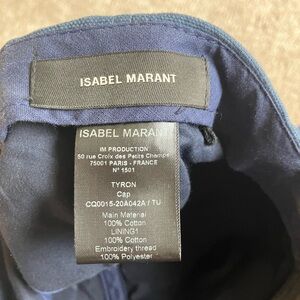 ISABEL MARANT
ISABEL MARANT
IM PRODUCTION
50 rue Croix des Petits Champs
75001 PARIS - FRANCE
N° 1501
TYRON
Cap
CQ0015-20A042A / TU
Main Material
100% Cotton
LINING1
100% Cotton
Embroidery thread
100% Polyester